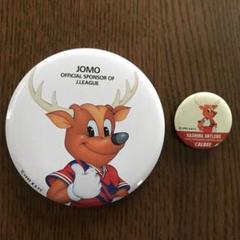 JOMO
OFFICIAL SPONSOR OF
J.LEAGUE
KASHIMA ANTLERS
CALBEE